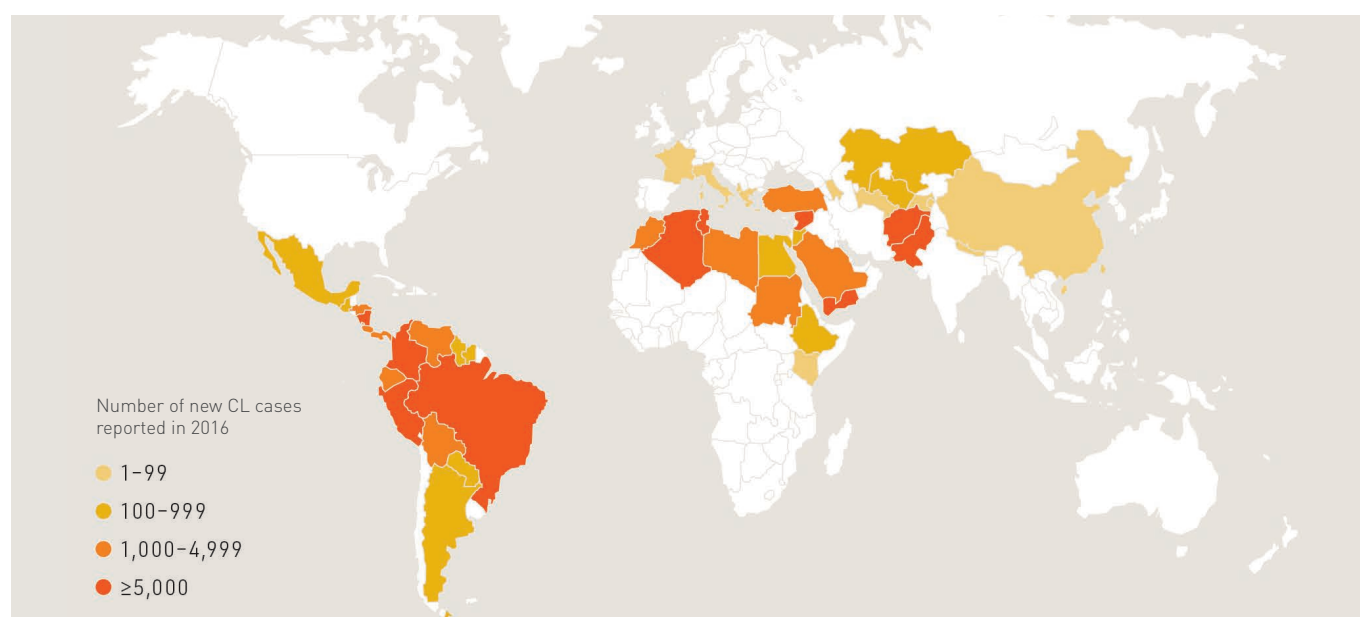 Number of new CL cases
reported in 2016
1–99
100–999
1,000–4,999
≥5,000